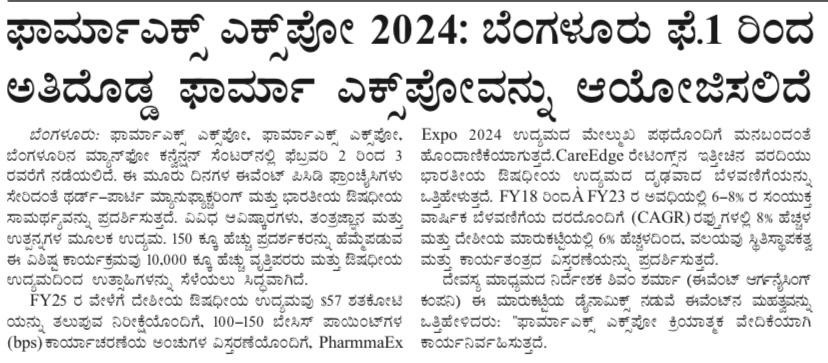 ಫಾರ್ಮಾಎಕ್ಸ್ ಎಕ್ಸ್‌ಪೋ 2024: ಬೆಂಗಳೂರು ಫೆ.1 ರಿಂದ
ಅತಿದೊಡ್ಡ ಫಾರ್ಮಾ ಎಕ್ಸ್‌ಪೋವನ್ನು ಆಯೋಜಿಸಲಿದೆ
ಬೆಂಗಳೂರು: ಫಾರ್ಮಾಎಕ್ಸ್ ಎಕ್ಸ್‌ಪೋ, ಫಾರ್ಮಾಎಕ್ಸ್ ಎಕ್ಸ್‌ಪೋ,
ಬೆಂಗಳೂರಿನ ಮ್ಯಾನ್‌ಫೋ ಕನ್ವೆನ್ಷನ್ ಸೆಂಟರ್‌ನಲ್ಲಿ ಫೆಬ್ರವರಿ 2 ರಿಂದ 3
ರವರೆಗೆ ನಡೆಯಲಿದೆ. ಈ ಮೂರು ದಿನಗಳ ಈವೆಂಟ್ ಪಿಸಿಡಿ ಫ್ರಾಂಚೈಸಿಗಳು
ಸೇರಿದಂತೆ ಥರ್ಡ್-ಪಾರ್ಟಿ ಮ್ಯಾನುಫ್ಯಾಕ್ಚರಿಂಗ್ ಮತ್ತು ಭಾರತೀಯ ಔಷಧೀಯ
ಸಾಮರ್ಥ್ಯವನ್ನು ಪ್ರದರ್ಶಿಸುತ್ತದೆ. ವಿವಿಧ ಆವಿಷ್ಕಾರಗಳು, ತಂತ್ರಜ್ಞಾನ ಮತ್ತು
ಉತ್ಪನ್ನಗಳ ಮೂಲಕ ಉದ್ಯಮ. 150 ಕ್ಕೂ ಹೆಚ್ಚು ಪ್ರದರ್ಶಕರನ್ನು ಹೆಮ್ಮೆಪಡುವ
ಈ ವಿಶಿಷ್ಟ ಕಾರ್ಯಕ್ರಮವು 10,000 ಕ್ಕೂ ಹೆಚ್ಚು ವೃತ್ತಿಪರರು ಮತ್ತು ಔಷಧೀಯ
ಉದ್ಯಮದಿಂದ ಉತ್ಸಾಹಿಗಳನ್ನು ಸೆಳೆಯಲು ಸಿದ್ಧವಾಗಿದೆ.
FY25 ರ ವೇಳೆಗೆ ದೇಶೀಯ ಔಷಧೀಯ ಉದ್ಯಮವು $57 ಶತಕೋಟಿ
ಯನ್ನು ತಲುಪುವ ನಿರೀಕ್ಷೆಯೊಂದಿಗೆ, 100–150 ಬೇಸಿಸ್ ಪಾಯಿಂಟ್‌ಗಳ
(bps) ಕಾರ್ಯಾಚರಣೆಯ ಅಂಚುಗಳ ವಿಸ್ತರಣೆಯೊಂದಿಗೆ, PharmmaEx
Expo 2024 ಉದ್ಯಮದ ಮೇಲ್ಮುಖ ಪಥದೊಂದಿಗೆ ಮನಬಂದಂತೆ
ಹೊಂದಾಣಿಕೆಯಾಗುತ್ತದೆ.CareEdge ರೇಟಿಂಗ್ಸ್‌ನ ಇತ್ತೀಚಿನ ವರದಿಯು
ಭಾರತೀಯ ಔಷಧೀಯ ಉದ್ಯಮದ ದೃಢವಾದ ಬೆಳವಣಿಗೆಯನ್ನು
ಒತ್ತಿಹೇಳುತ್ತದೆ. FY18 ರಿಂದÀ FY23 ರ ಅವಧಿಯಲ್ಲಿ 6–8% ರ ಸಂಯುಕ್ತ
ವಾರ್ಷಿಕ ಬೆಳವಣಿಗೆಯ ದರದೊಂದಿಗೆ (CAGR) ರಫ್ತುಗಳಲ್ಲಿ 8% ಹೆಚ್ಚಳ
ಮತ್ತು ದೇಶೀಯ ಮಾರುಕಟ್ಟೆಯಲ್ಲಿ 6% ಹೆಚ್ಚಳದಿಂದ, ವಲಯವು ಸ್ಥಿತಿಸ್ಥಾಪಕತ್ವ
ಮತ್ತು ಕಾರ್ಯತಂತ್ರದ ವಿಸ್ತರಣೆಯನ್ನು ಪ್ರದರ್ಶಿಸುತ್ತದೆ.
ದೇವಸ್ಯ ಮಾಧ್ಯಮದ ನಿರ್ದೇಶಕ ಶಿವಂ ಶರ್ಮಾ (ಈವೆಂಟ್ ಆರ್ಗನೈಸಿಂಗ್
ಕಂಪನಿ) ಈ ಮಾರುಕಟ್ಟೆಯ ಡೈನಾಮಿಕ್ಸ್ ನಡುವೆ ಈವೆಂಟ್‌ನ ಮಹತ್ವವನ್ನು
ಒತ್ತಿಹೇಳಿದರು: "ಫಾರ್ಮಾಎಕ್ಸ್ ಎಕ್ಸ್‌ಪೋ ಕ್ರಿಯಾತ್ಮಕ ವೇದಿಕೆಯಾಗಿ
ಕಾರ್ಯನಿರ್ವಹಿಸುತ್ತದೆ.